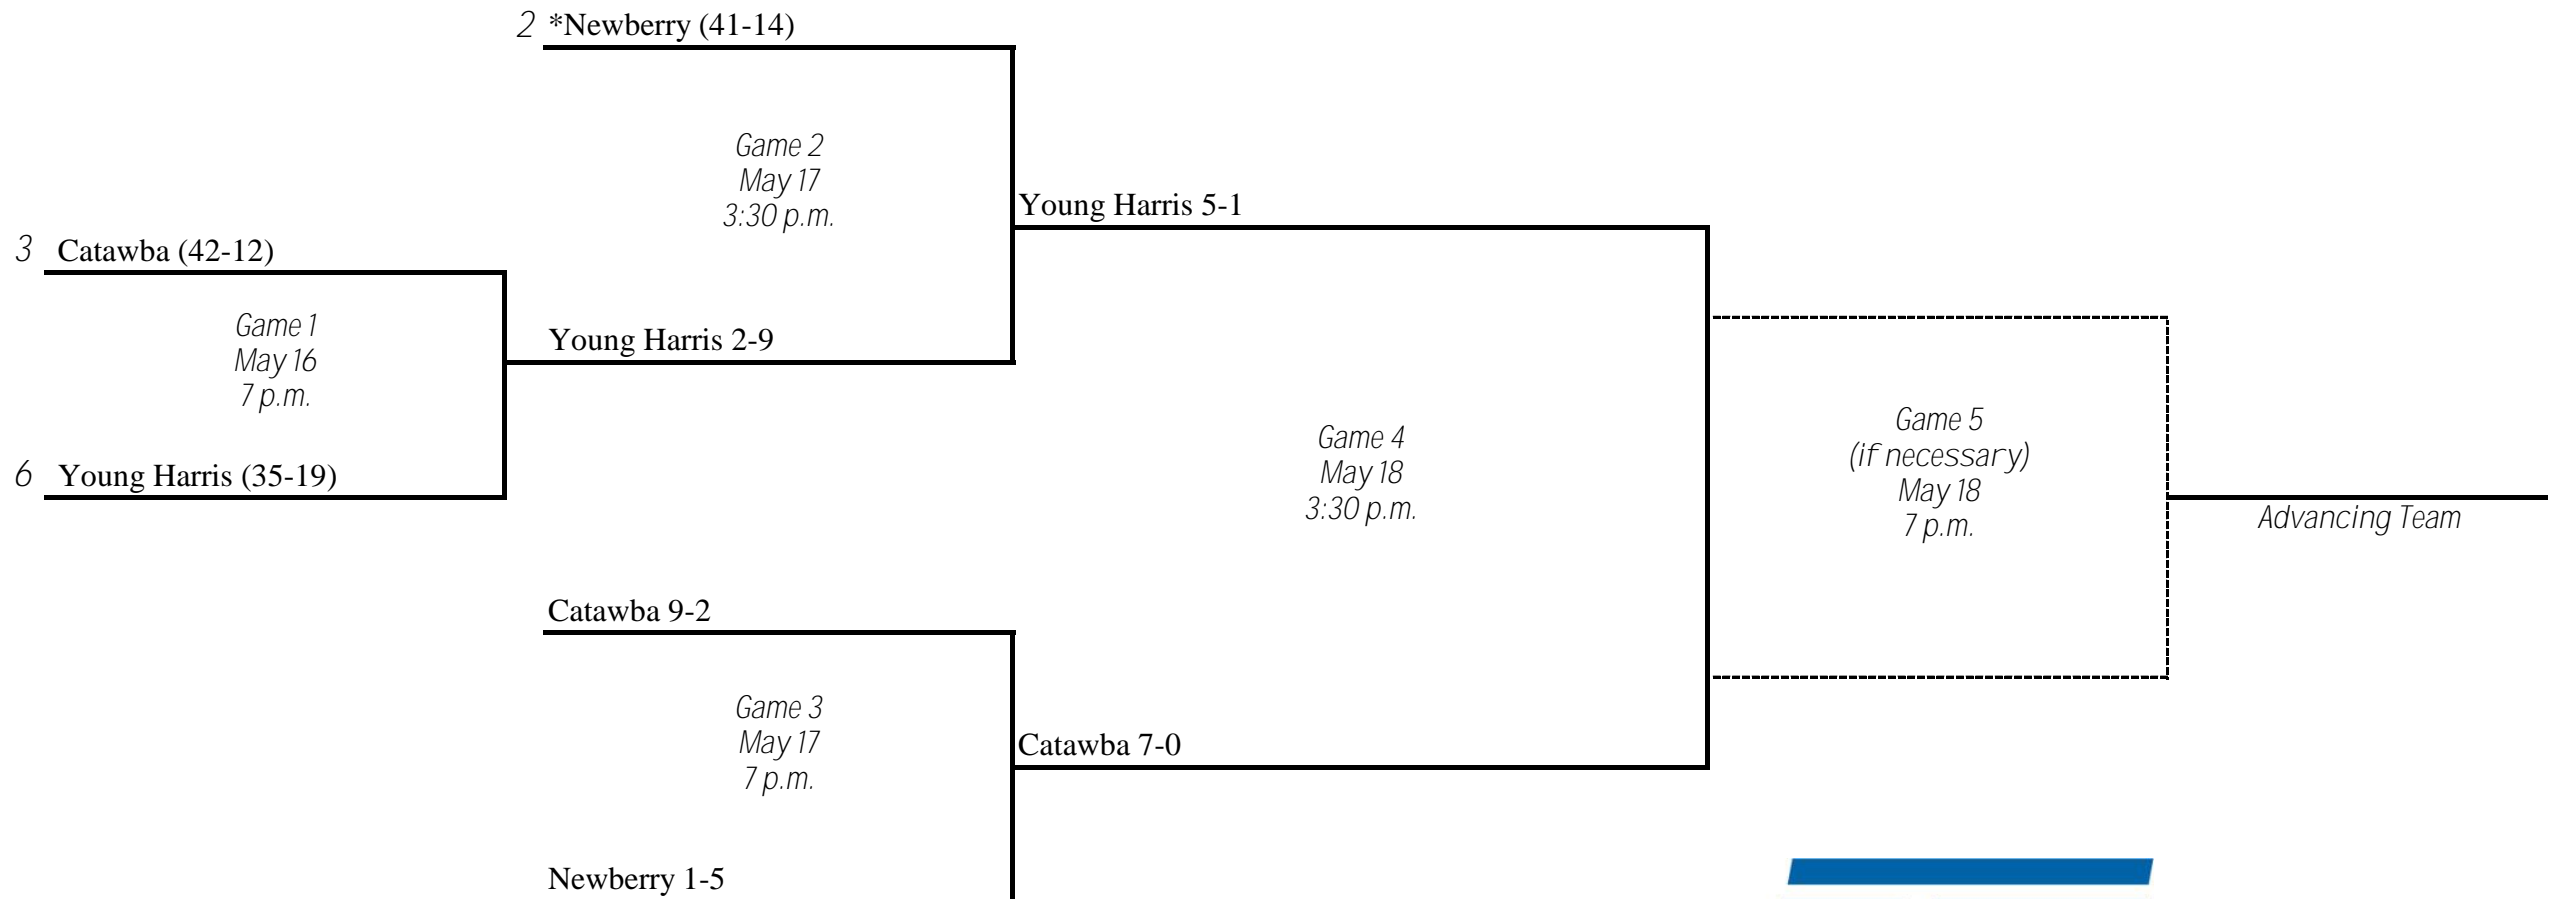 2 *Newberry (41-14)
Game 2
May 17
3:30 p.m.
Young Harris 5-1
3 Catawba (42-12)
Game 1
May 16
7 p.m.
Young Harris 2-9
6 Young Harris (35-19)
Game 4
May 18
3:30 p.m.
Game 5
(if necessary)
May 18
7 p.m.
Advancing Team
Catawba 9-2
Game 3
May 17
7 p.m.
Catawba 7-0
Newberry 1-5